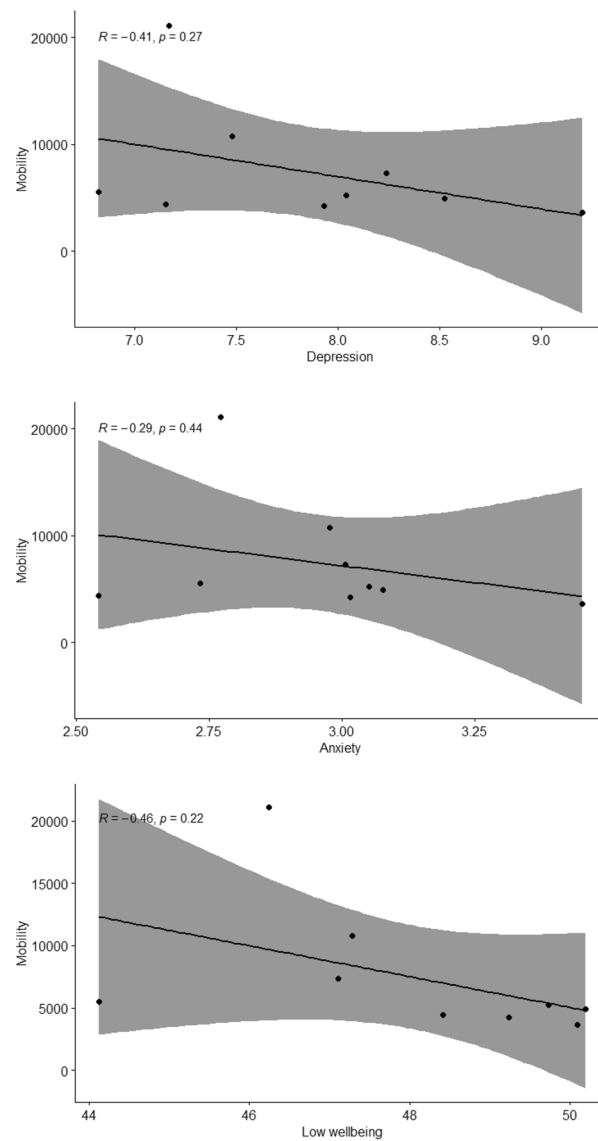 R = −0.41, p = 0.27
20000
10000
0
Mobility
7.0 7.5 8.0 8.5 9.0
Depression
R = −0.29, p = 0.44
20000
10000
0
Mobility
2.50 2.75 3.00 3.25
Anxiety
R = −0.46, p = 0.22
20000
15000
10000
5000
0
Mobility
44 46 48 50
Low wellbeing